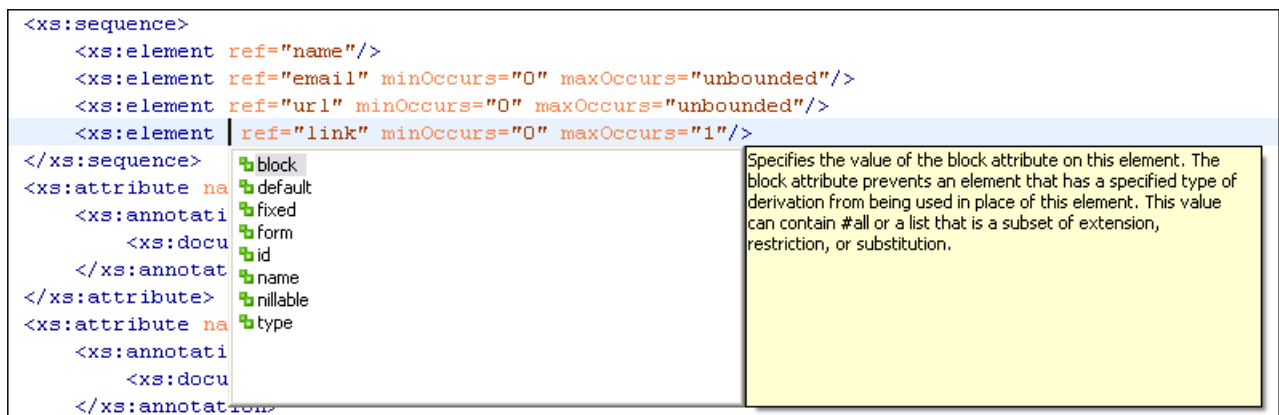 <xs:sequence>
<xs:element ref="name"/>
<xs:element ref="email" minOccurs="0" maxOccurs="unbounded"/>
<xs:element ref="url" minOccurs="0" maxOccurs="unbounded"/>
<xs:element ref="link" minOccurs="0" maxOccurs="1"/>
</xs:sequence>
<xs:attribute na
<xs:annotati
<xs:docu
</xs:annotat
</xs:attribute>
<xs:attribute na
<xs:annotati
<xs:docu
</xs:annotation>
block
default
fixed
form
id
name
nillable
type
Specifies the value of the block attribute on this element. The
block attribute prevents an element that has a specified type of
derivation from being used in place of this element. This value
can contain #all or a list that is a subset of extension,
restriction, or substitution.